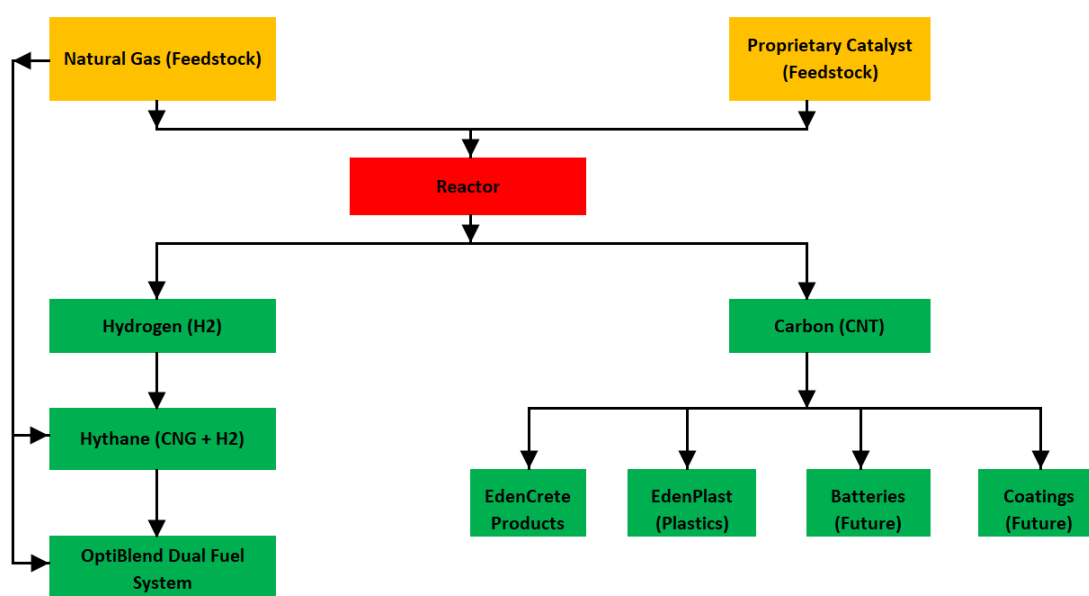 Natural Gas (Feedstock)
Proprietary Catalyst
(Feedstock)
Reactor
Hydrogen (H2)
Carbon (CNT)
Hythane (CNG + H2)
EdenCrete
Products
EdenPlast
(Plastics)
Batteries
(Future)
Coatings
(Future)
OptiBlend Dual Fuel
System